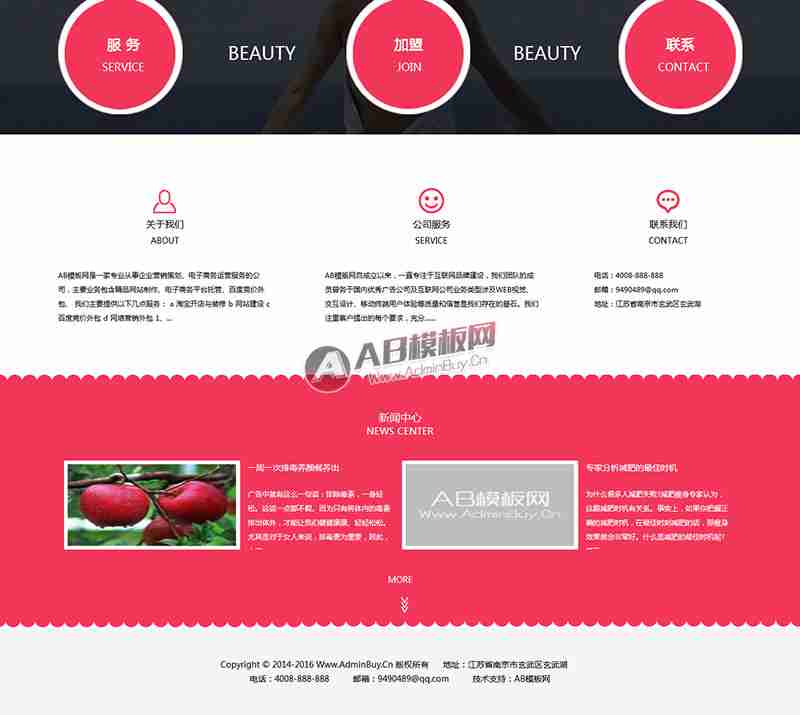 服 务
SERVICE
BEAUTY
加盟
JOIN
BEAUTY
联系
CONTACT
关于我们
ABOUT
AB模板网是一家专业从事企业营销策划、电子商务运营服务的公
司，主要业务包含精品网站制作、电子商务平台托管、百度竞价外
包、 我们主要提供以下几点服务： a 淘宝开店与装修 b 网站建设 c
百度竞价外包 d 网络营销外包 1、...
公司服务
SERVICE
AB模板网自成立以来，一直专注于互联网品牌建设，我们团队的成
员曾务于国内优秀广告公司及互联网公司业务类型涉及WEB视觉、
交互设计、移动终端用户体验等质量和信誉是我们存在的基石。我们
注重客户提出的每个要求，充分......
联系我们
CONTACT
电话：4008-888-888
邮箱：9490489@qq.com
地址：江苏省南京市玄武区玄武湖
AB模板网
Www.AdminBuy.Cn
新闻中心
NEWS CENTER
一周一次排毒养颜餐养出
广告中就有这么一句话：排除毒素，一身轻
松。这话一点都不假。因为只有将体内的毒素
排出体外，才能让我们健健康康、轻轻松松。
尤其是对于女人来说，排毒更为重要，因此，
AB模板网
Www.AdminBuy.Cn
专家分析减肥的最佳时机
为什么很多人减肥失败?减肥瘦身专家认为，
这跟减肥时机有关系。事实上，如果你把握正
确的减肥时机，在最佳时对减肥的话，那瘦身
效果就会非常好。什么是减肥的最佳时机呢?
MORE
Copyright © 2014-2016 Www.AdminBuy.Cn 版权所有 地址：江苏省南京市玄武区玄武湖
电话：4008-888-888 邮箱：9490489@qq.com 技术支持：AB模板网